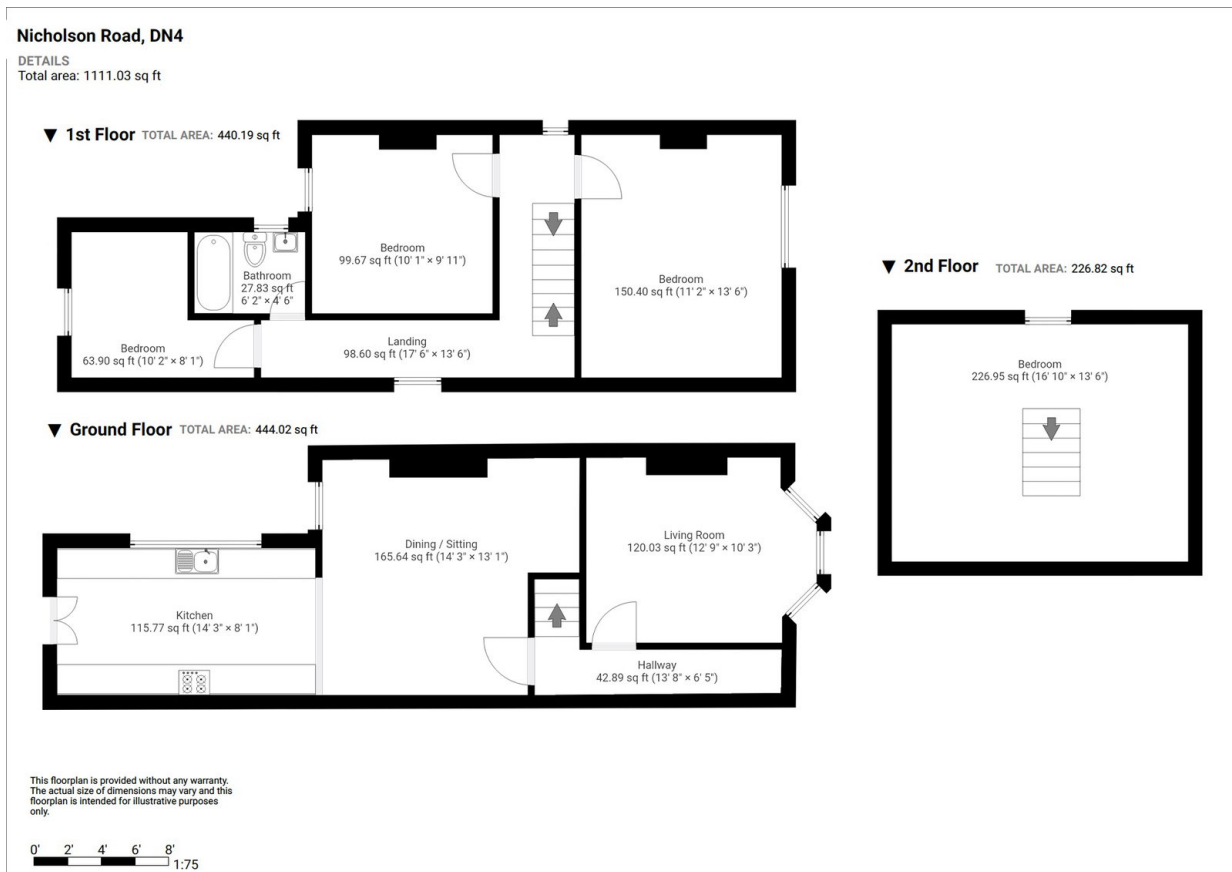 Nicholson Road, DN4
DETAILS
Total area: 1111.03 sq ft
▼ 1st Floor TOTAL AREA: 440.19 sq ft
Bedroom
99.67 sq ft (10' 1" × 9' 11")
Bathroom
27.83 sq ft
6' 2" × 4' 6"
Bedroom
150.40 sq ft (11' 2" × 13' 6")
Bedroom
63.90 sq ft (10' 2" × 8' 1")
Landing
98.60 sq ft (17' 6" × 13' 6")
▼ 2nd Floor TOTAL AREA: 226.82 sq ft
Bedroom
226.95 sq ft (16' 10" × 13' 6")
▼ Ground Floor TOTAL AREA: 444.02 sq ft
Dining / Sitting
165.64 sq ft (14' 3" × 13' 1")
Living Room
120.03 sq ft (12' 9" × 10' 3")
Kitchen
115.77 sq ft (14' 3" × 8' 1")
Hallway
42.89 sq ft (13' 8" × 6' 5")
This floorplan is provided without any warranty.
The actual size of dimensions may vary and this
floorplan is intended for illustrative purposes
only.
0' 2' 4' 6' 8'
1:75